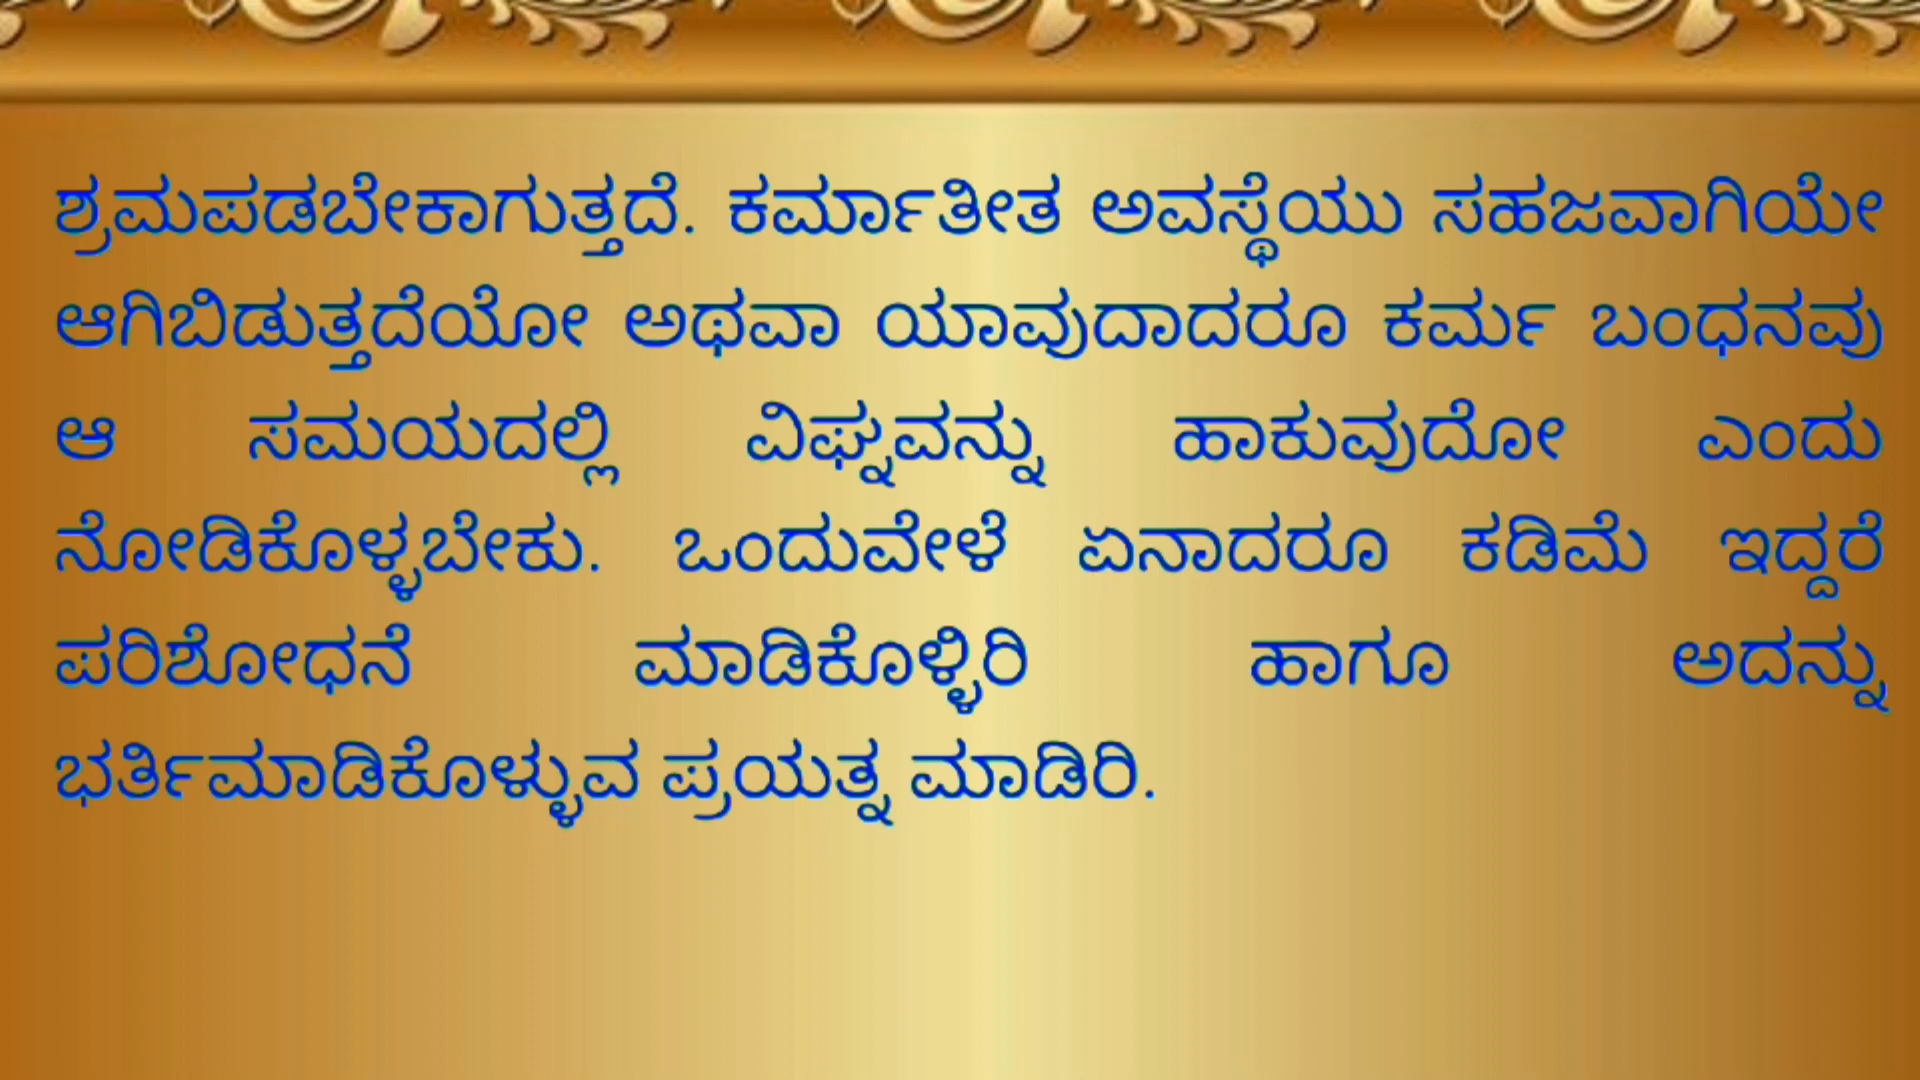 ಶ್ರಮಪಡಬೇಕಾಗುತ್ತದೆ. ಕರ್ಮಾತೀತ ಅವಸ್ಥೆಯು ಸಹಜವಾಗಿಯೇ
ಆಗಿಬಿಡುತ್ತದೆಯೋ ಅಥವಾ ಯಾವುದಾದರೂ ಕರ್ಮ ಬಂಧನವು
ಆ ಸಮಯದಲ್ಲಿ ವಿಘ್ನವನ್ನು ಹಾಕುವುದೋ ಎಂದು
ನೋಡಿಕೊಳ್ಳಬೇಕು. ಒಂದುವೇಳೆ ಏನಾದರೂ ಕಡಿಮೆ ಇದ್ದರೆ
ಪರಿಶೋಧನೆ ಮಾಡಿಕೊಳ್ಳಿರಿ ಹಾಗೂ ಅದನ್ನು
ಭರ್ತಿಮಾಡಿಕೊಳ್ಳುವ ಪ್ರಯತ್ನ ಮಾಡಿರಿ.